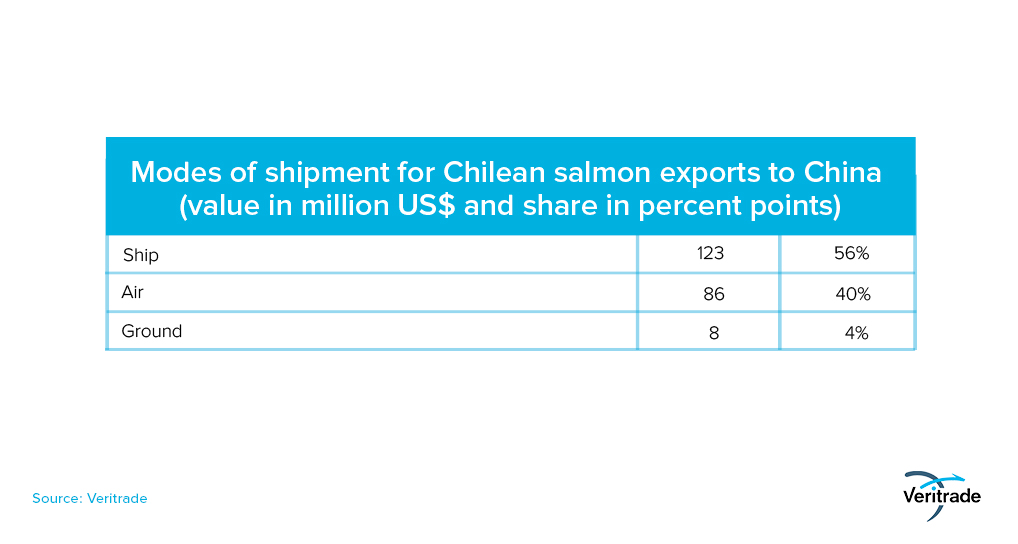 Modes of shipment for Chilean salmon exports to China
(value in million US$ and share in percent points)
Ship 123 56%
Air 86 40%
Ground 8 4%
Source: Veritrade
Veritrade